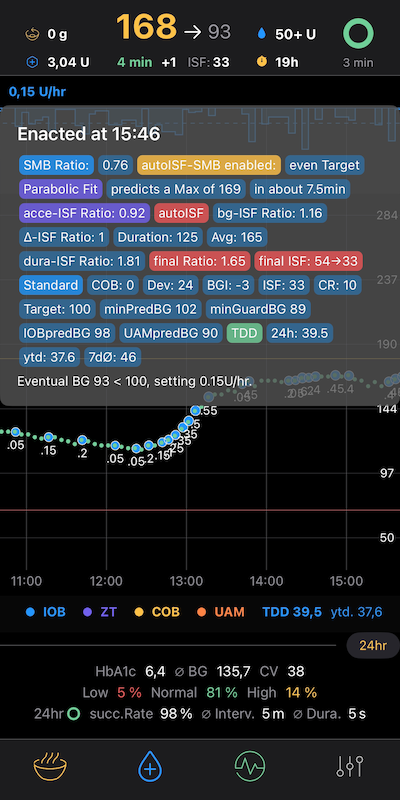 0 g 168 → 93 50+ U
3,04 U 4 min +1 ISF: 33 19h 3 min
0,15 U/hr
Enacted at 15:46
SMB Ratio: 0.76 autoISF-SMB enabled: even Target
Parabolic Fit predicts a Max of 169 in about 7.5min
acce-ISF Ratio: 0.92 autoISF bg-ISF Ratio: 1.16
284
Δ-ISF Ratio: 1 Duration: 125 Avg: 165
dura-ISF Ratio: 1.81 final Ratio: 1.65 final ISF: 54→33
237
Standard COB: 0 Dev: 24 BGI: -3 ISF: 33 CR: 10
Target: 100 minPredBG 102 minGuardBG 89
IOBpredBG 98 UAMpredBG 90 TDD 24h: 39.5
190
ytd: 37.6 7dØ: 46
Eventual BG 93 < 100, setting 0.15U/hr.
144
.05 .15 .2 .05 .05
97
50
11:00 12:00 13:00 14:00 15:00
IOB ZT COB UAM TDD 39,5 ytd. 37,6
24hr
HbA1c 6,4 ⌀ BG 135,7 CV 38
Low 5 % Normal 81 % High 14 %
24hr succ.Rate 98 % ⌀ Interv. 5 m ⌀ Dura. 5 s